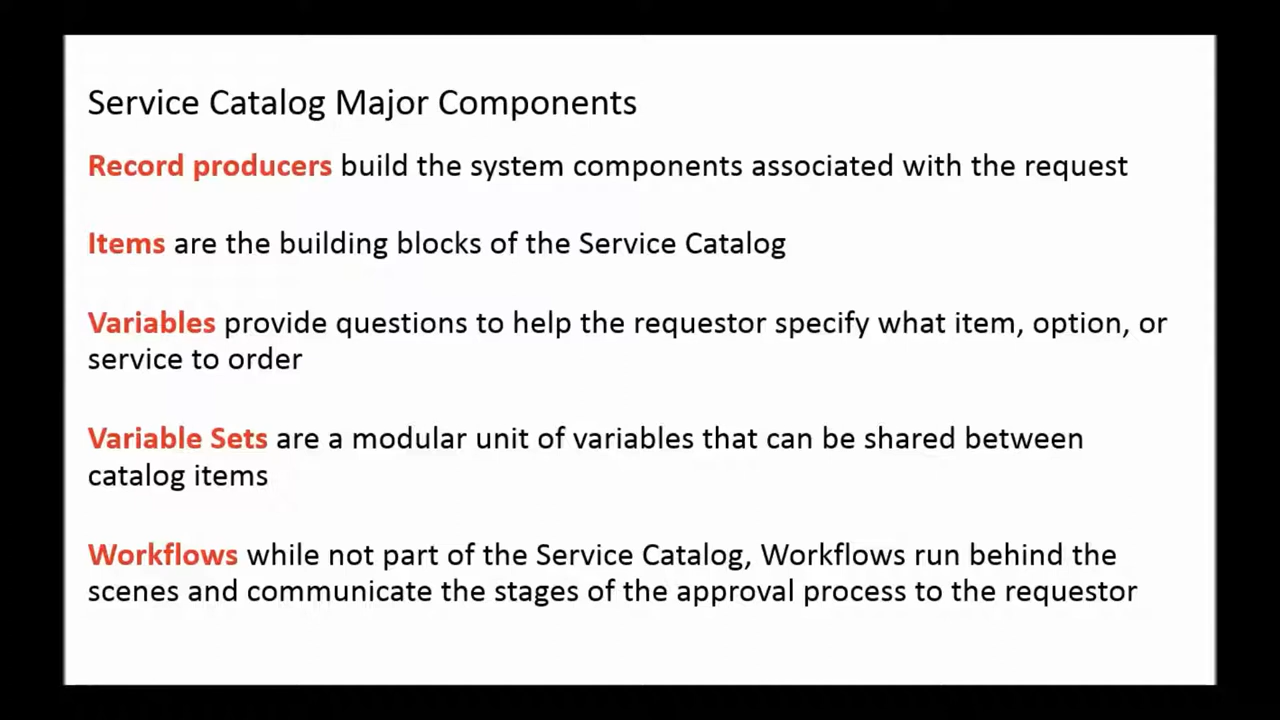 Service Catalog Major Components
Record producers build the system components associated with the request
Items are the building blocks of the Service Catalog
Variables provide questions to help the requestor specify what item, option, or
service to order
Variable Sets are a modular unit of variables that can be shared between
catalog items
Workflows while not part of the Service Catalog, Workflows run behind the
scenes and communicate the stages of the approval process to the requestor